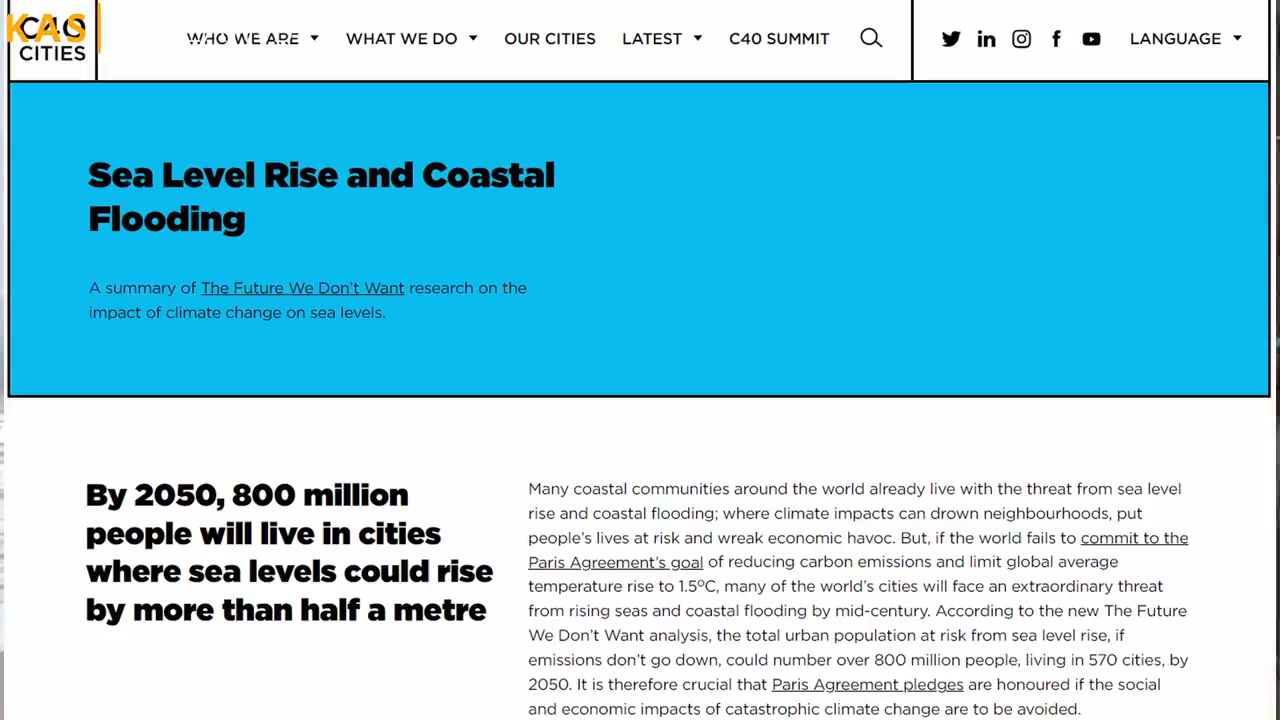 KAS
C40
CITIES
WHO WE ARE
WHAT WE DO
OUR CITIES
LATEST
C40 SUMMIT
LANGUAGE
Sea Level Rise and Coastal
Flooding
A summary of The Future We Don't Want research on the
impact of climate change on sea levels.
By 2050, 800 million
people will live in cities
where sea levels could rise
by more than half a metre
Many coastal communities around the world already live with the threat from sea level
rise and coastal flooding; where climate impacts can drown neighbourhoods, put
people's lives at risk and wreak economic havoc. But, if the world fails to commit to the
Paris Agreement's goal of reducing carbon emissions and limit global average
temperature rise to 1.5ºC, many of the world's cities will face an extraordinary threat
from rising seas and coastal flooding by mid-century. According to the new The Future
We Don't Want analysis, the total urban population at risk from sea level rise, if
emissions don't go down, could number over 800 million people, living in 570 cities, by
2050. It is therefore crucial that Paris Agreement pledges are honoured if the social
and economic impacts of catastrophic climate change are to be avoided.